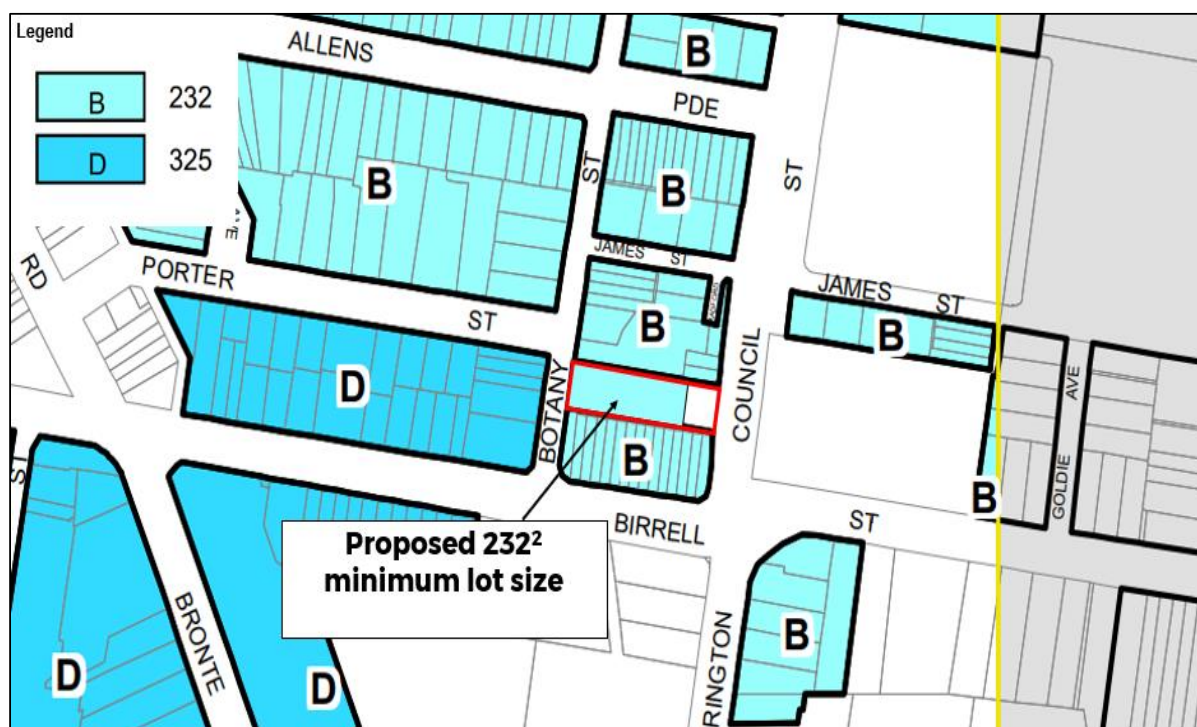 Legend
B 232
D 325
ALLENS
PDE
B
B
ST
B
ST
JAMES ST
RD
PORTER
ST
B
JAMES ST
B
D
BOTANY
COUNCIL
AVE
GOLDIE
B
B
ST
BIRRELL
ST
Proposed 232²
minimum lot size
BRONTE
D
D
RINGTON
B